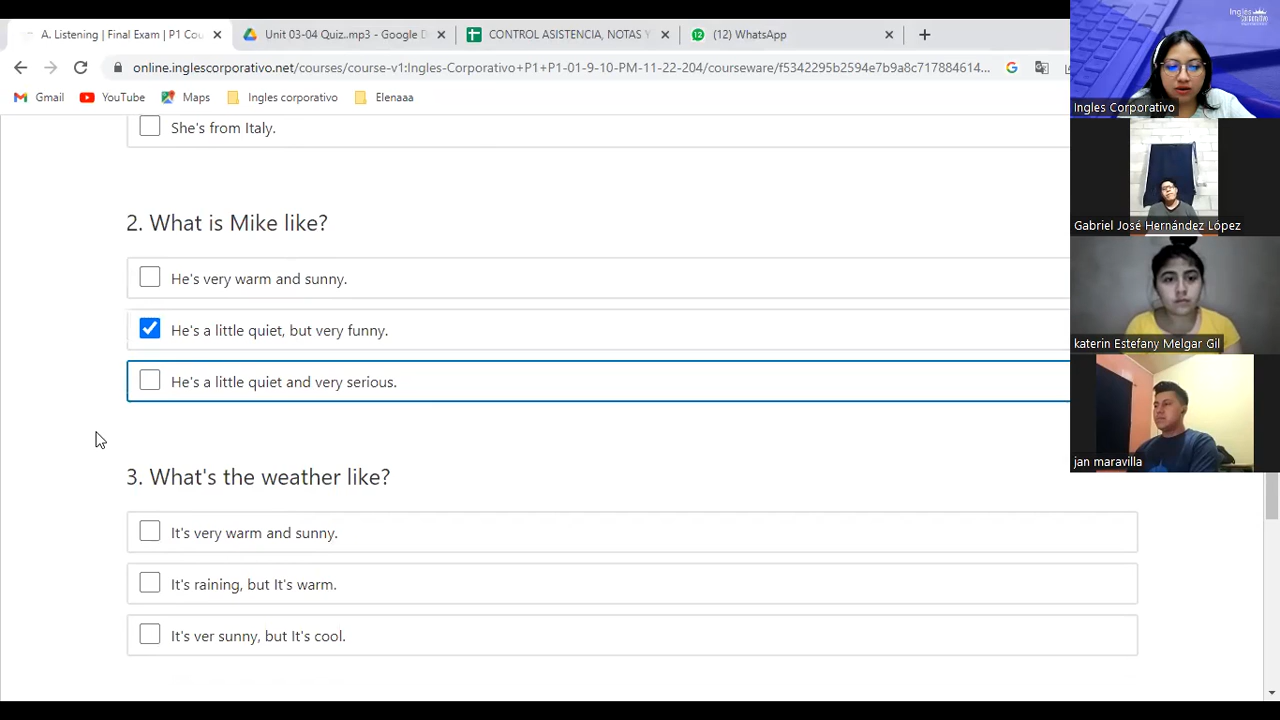 A. Listening | Final Exam | P1 Cou
Unit 03-04 Quiz..mp3 - Google D
CONTROL ASISTENCIA, NOTAS Y
(12) WhatsApp
online.inglescorporativo.net/courses/course-v1:Ingles-Corporativo+P1+P1-01-9-10-PM-11-22-204/courseware/f5342295b2594e7b9a8c717884614...
Gmail
YouTube
Maps
Ingles corporativo
Elenaaa
She's from Italy.
2. What is Mike like?
He's very warm and sunny.
He's a little quiet, but very funny.
He's a little quiet and very serious.
3. What's the weather like?
It's very warm and sunny.
It's raining, but It's warm.
It's ver sunny, but It's cool.
Ingles
Corporativo
Ingles Corporativo
Gabriel José Hernández López
katerin Estefany Melgar Gil
jan maravilla